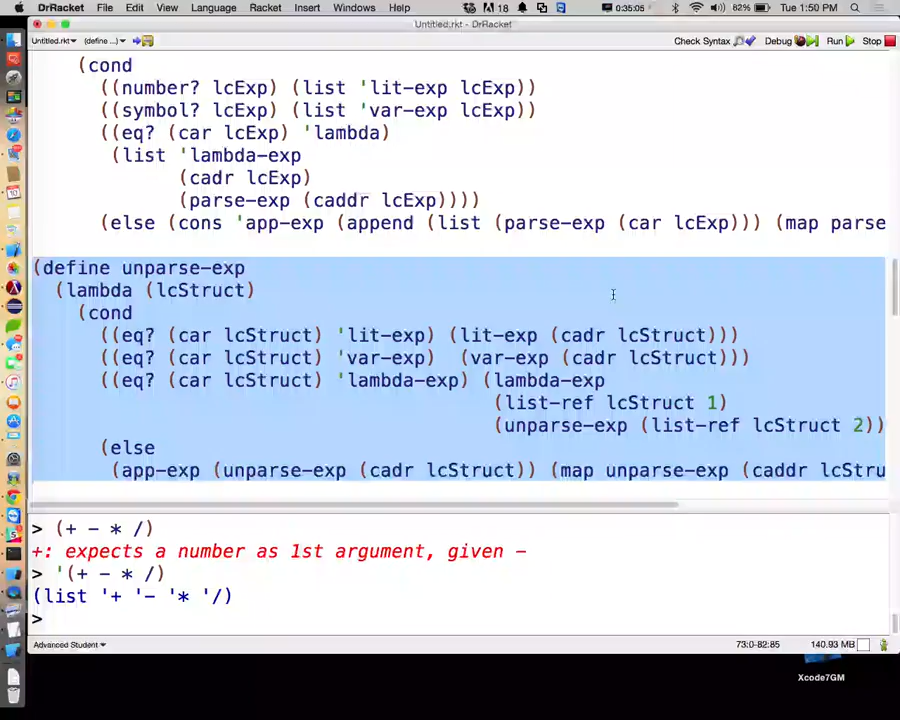 DrRacket File Edit View Language Racket Insert Windows Help 18 0:35:05 82% Tue 1:50 PM
Untitled.rkt - DrRacket
Untitled.rkt (define ...) Check Syntax Debug Run Stop
(cond
((number? lcExp) (list 'lit-exp lcExp))
((symbol? lcExp) (list 'var-exp lcExp))
((eq? (car lcExp) 'lambda)
(list 'lambda-exp
(cadr lcExp)
(parse-exp (caddr lcExp))))
(else (cons 'app-exp (append (list (parse-exp (car lcExp))) (map parse
(define unparse-exp
(lambda (lcStruct)
(cond
((eq? (car lcStruct) 'lit-exp) (lit-exp (cadr lcStruct)))
((eq? (car lcStruct) 'var-exp) (var-exp (cadr lcStruct)))
((eq? (car lcStruct) 'lambda-exp) (lambda-exp
(list-ref lcStruct 1)
(unparse-exp (list-ref lcStruct 2))
(else
(app-exp (unparse-exp (cadr lcStruct)) (map unparse-exp (caddr lcStru
> (+ - * /)
+: expects a number as 1st argument, given -
> '(+ - * /)
(list '+ '- '* '/)
>
Advanced Student 73:0-82:85 140.93 MB
Xcode7GM